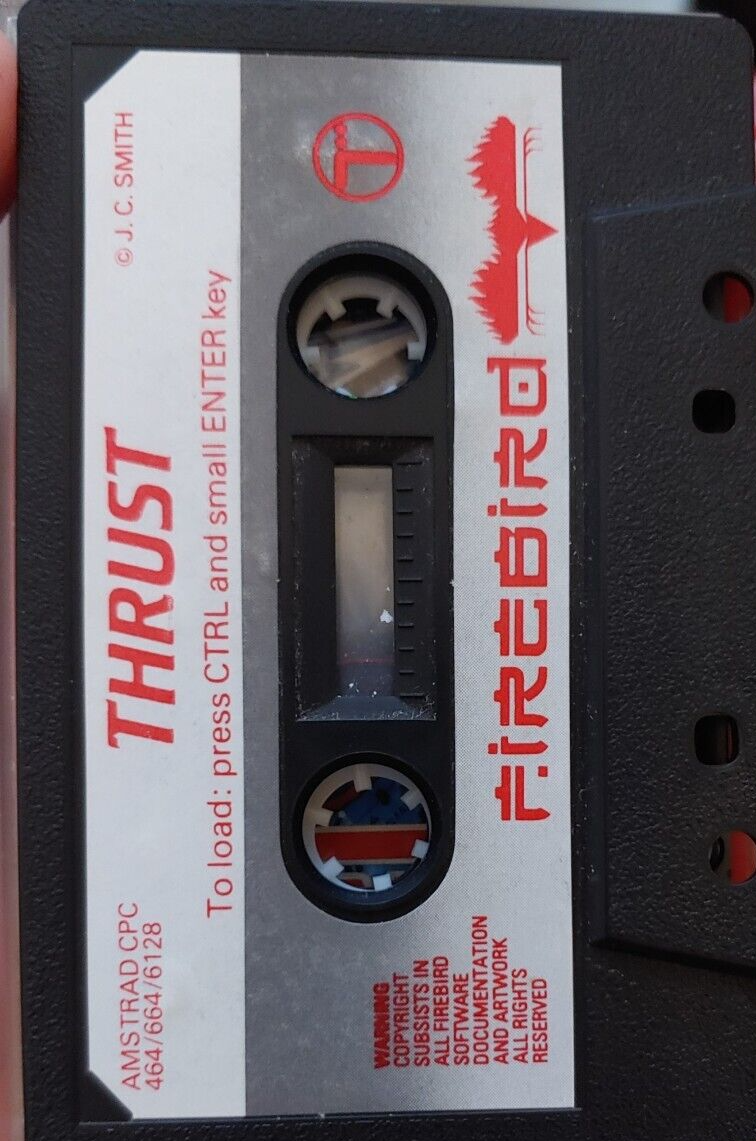 AMSTRAD CPC
464/664/6128
THRUST
© J. C. SMITH
To load: press CTRL and small ENTER key
WARNING
COPYRIGHT
SUBSISTS IN
ALL FIREBIRD
SOFTWARE
DOCUMENTATION
AND ARTWORK
ALL RIGHTS
RESERVED
FIREBIRD